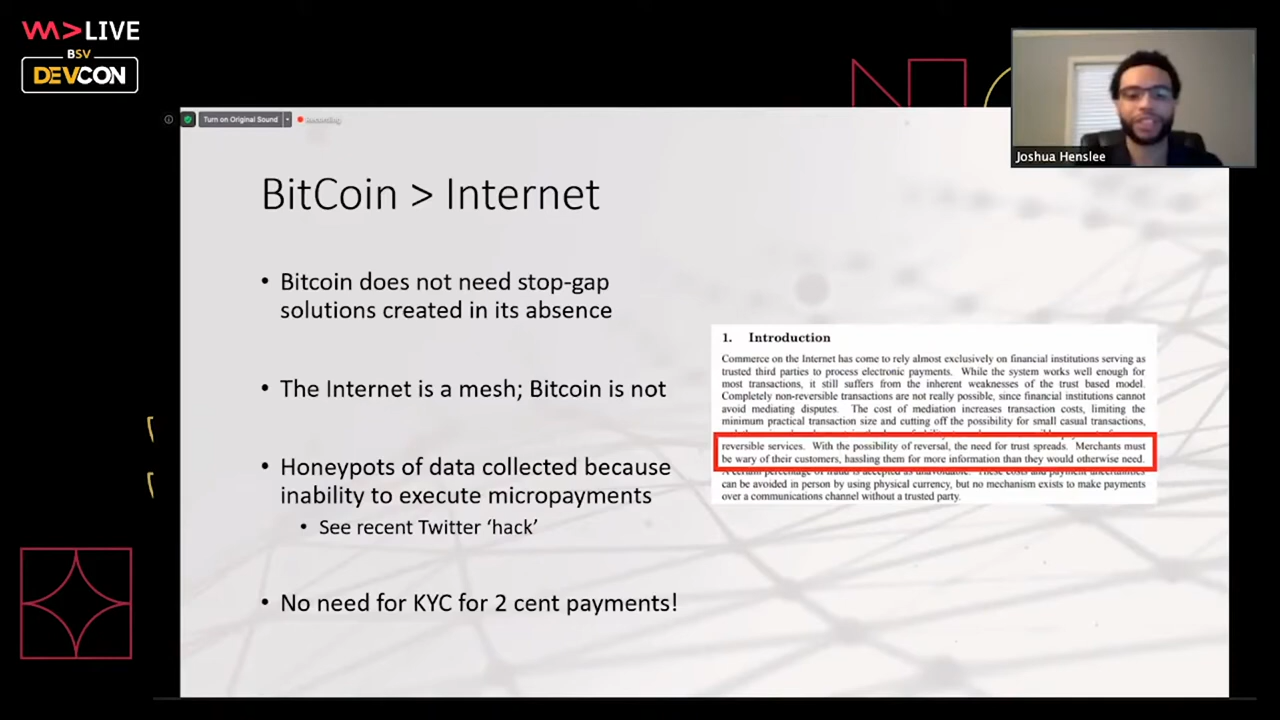 LIVE
BSV
DEVCON
Turn on Original Sound
Recording
Joshua Henslee
BitCoin > Internet
• Bitcoin does not need stop-gap
solutions created in its absence
• The Internet is a mesh; Bitcoin is not
• Honeypots of data collected because
inability to execute micropayments
• See recent Twitter ‘hack’
• No need for KYC for 2 cent payments!
1. Introduction
Commerce on the Internet has come to rely almost exclusively on financial institutions serving as
trusted third parties to process electronic payments. While the system works well enough for
most transactions, it still suffers from the inherent weaknesses of the trust based model.
Completely non-reversible transactions are not really possible, since financial institutions cannot
avoid mediating disputes. The cost of mediation increases transaction costs, limiting the
minimum practical transaction size and cutting off the possibility for small casual transactions,
reversible services. With the possibility of reversal, the need for trust spreads. Merchants must
be wary of their customers, hassling them for more information than they would otherwise need.
can be avoided in person by using physical currency, but no mechanism exists to make payments
over a communications channel without a trusted party.